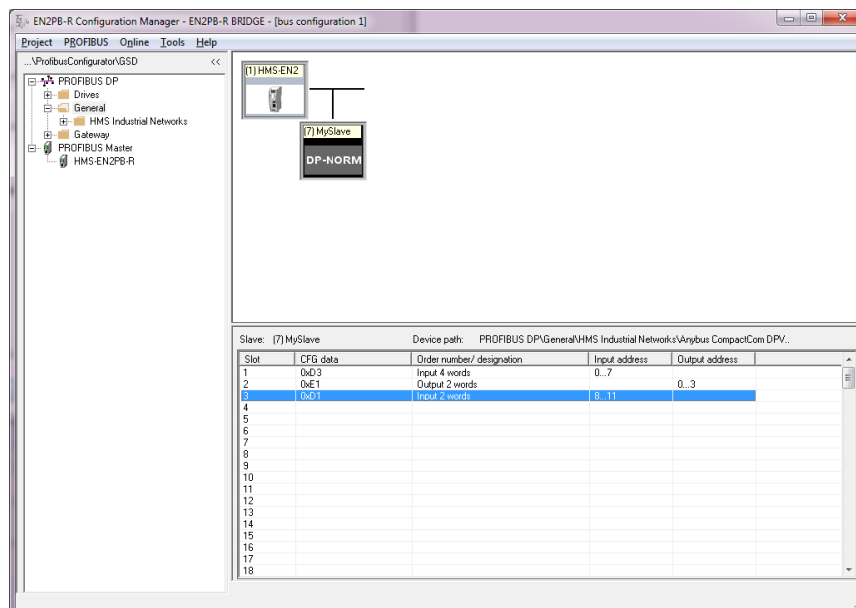 EN2PB-R Configuration Manager - EN2PB-R BRIDGE - [bus configuration 1]
Project PROFIBUS Online Tools Help
...\ProfibusConfigurator\GSD <<
PROFIBUS DP
Drives
General
HMS Industrial Networks
Gateway
PROFIBUS Master
HMS-EN2PB-R
(1) HMS-EN2
(7) MySlave
DP-NORM
Slave: (7) MySlave Device path: PROFIBUS DP\General\HMS Industrial Networks\Anybus CompactCom DPV..
Slot CFG data Order number/ designation Input address Output address
1 0xD3 Input 4 words 0...7
2 0xE1 Output 2 words 0...3
3 0xD1 Input 2 words 8...11
4
5
6
7
8
9
10
11
12
13
14
15
16
17
18